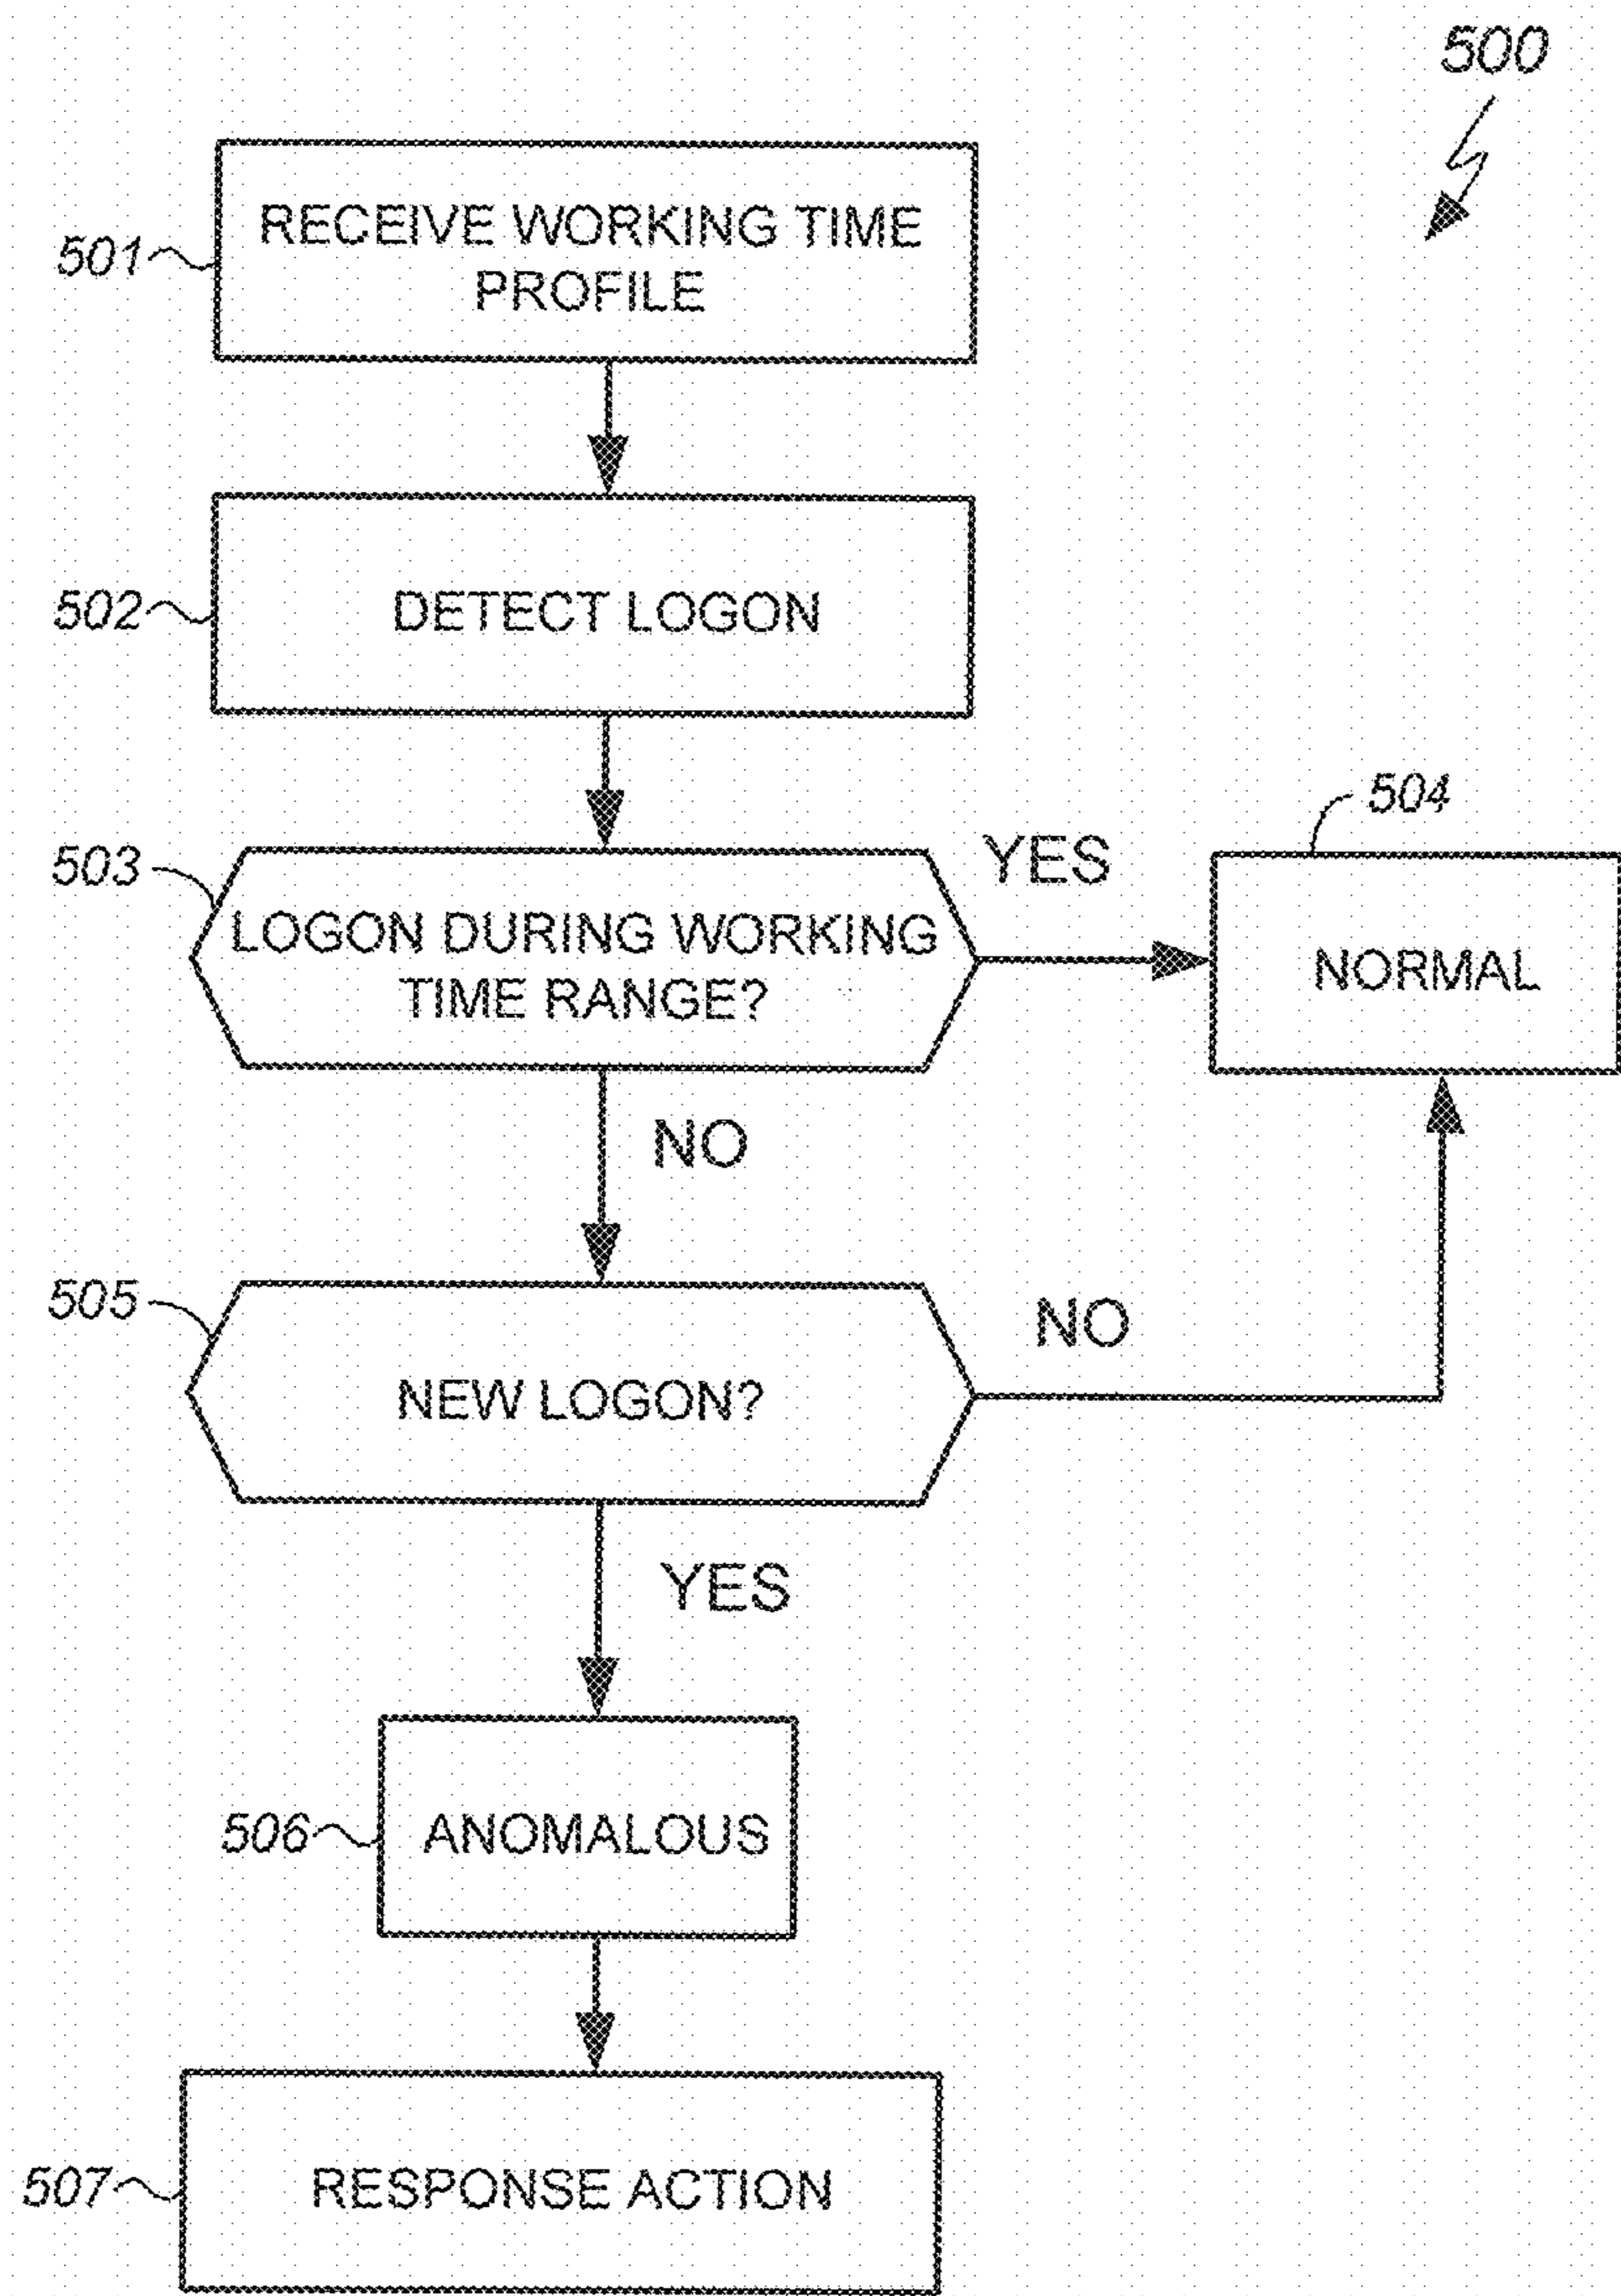 500
501
RECEIVE WORKING TIME
PROFILE
502
DETECT LOGON
503
LOGON DURING WORKING
TIME RANGE?
YES
504
NORMAL
NO
505
NEW LOGON?
NO
YES
506
ANOMALOUS
507
RESPONSE ACTION